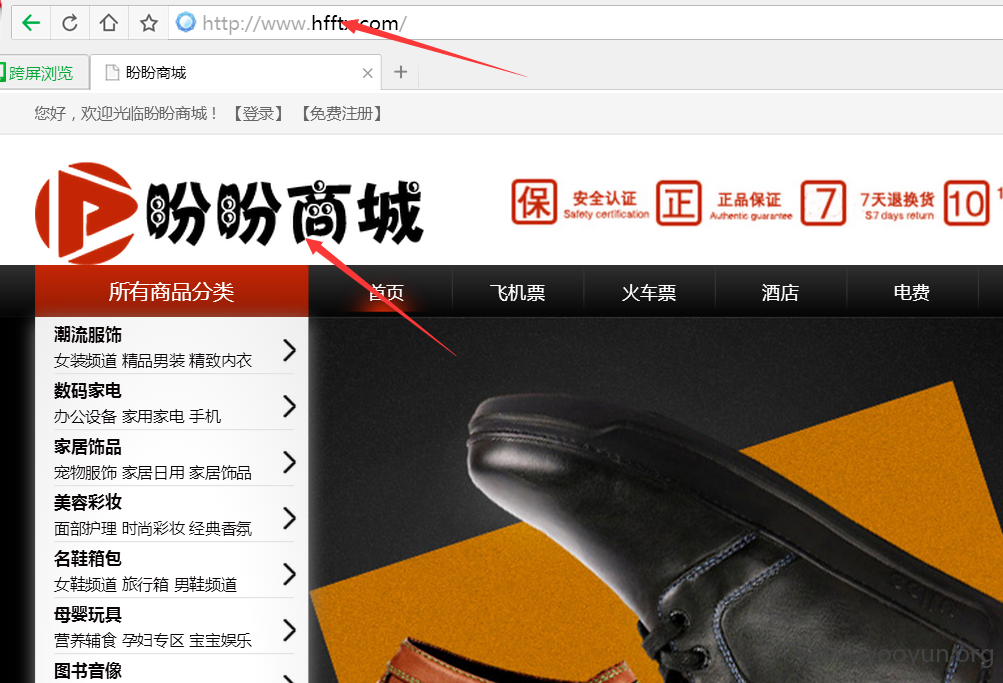 http://www.hfftx.com/
跨屏浏览
盼盼商城
您好，欢迎光临盼盼商城！ 【登录】 【免费注册】
盼盼商城
保 安全认证 Safety certification
正 正品保证 Authentic guarantee
7 7天退换货 S7 days return
10
所有商品分类 首页 飞机票 火车票 酒店 电费
潮流服饰
女装频道 精品男装 精致内衣
数码家电
办公设备 家用家电 手机
家居饰品
宠物服饰 家居日用 家居饰品
美容彩妆
面部护理 时尚彩妆 经典香氛
名鞋箱包
女鞋频道 旅行箱 男鞋频道
母婴玩具
营养辅食 孕妇专区 宝宝娱乐
图书音像